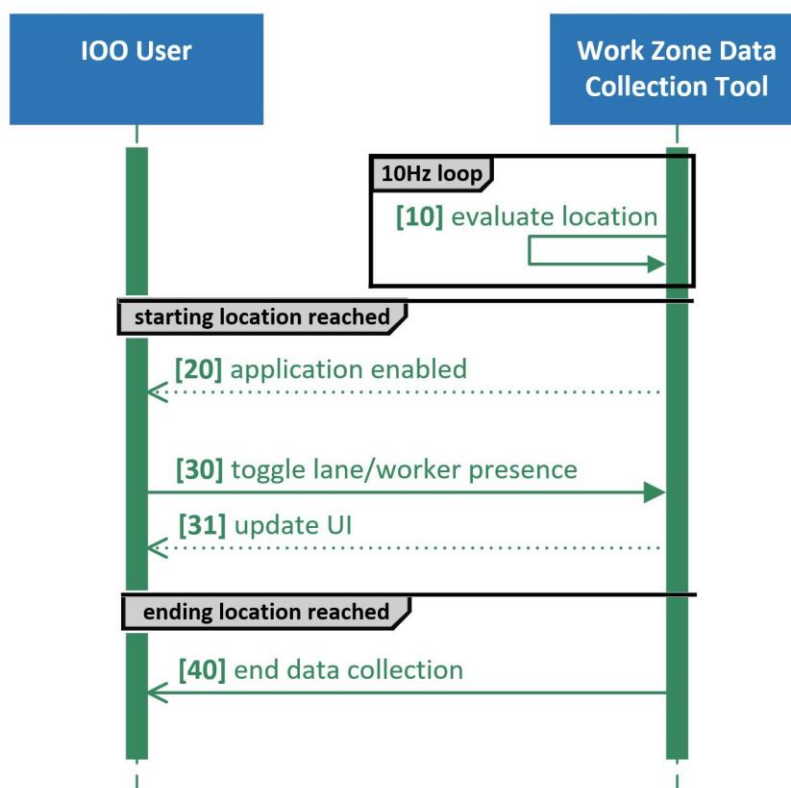 IOO User
Work Zone Data
Collection Tool
10Hz loop
[10] evaluate location
starting location reached
[20] application enabled
[30] toggle lane/worker presence
[31] update UI
ending location reached
[40] end data collection